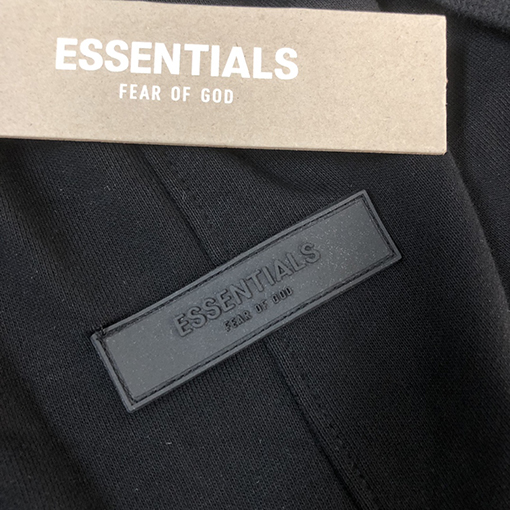 ESSENTIALS
FEAR OF GOD
ESSENTIALS
FEAR OF GOD